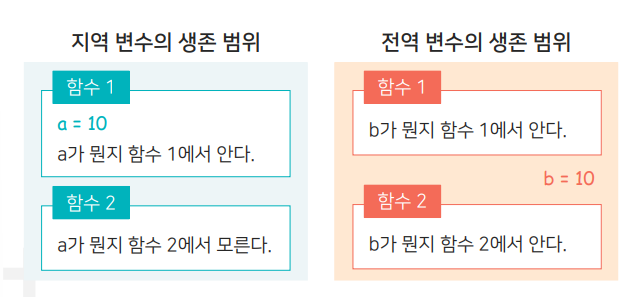 지역 변수의 생존 범위
함수 1
a = 10
a가 뭔지 함수 1에서 안다.
함수 2
a가 뭔지 함수 2에서 모른다.
전역 변수의 생존 범위
함수 1
b가 뭔지 함수 1에서 안다.
b = 10
함수 2
b가 뭔지 함수 2에서 안다.